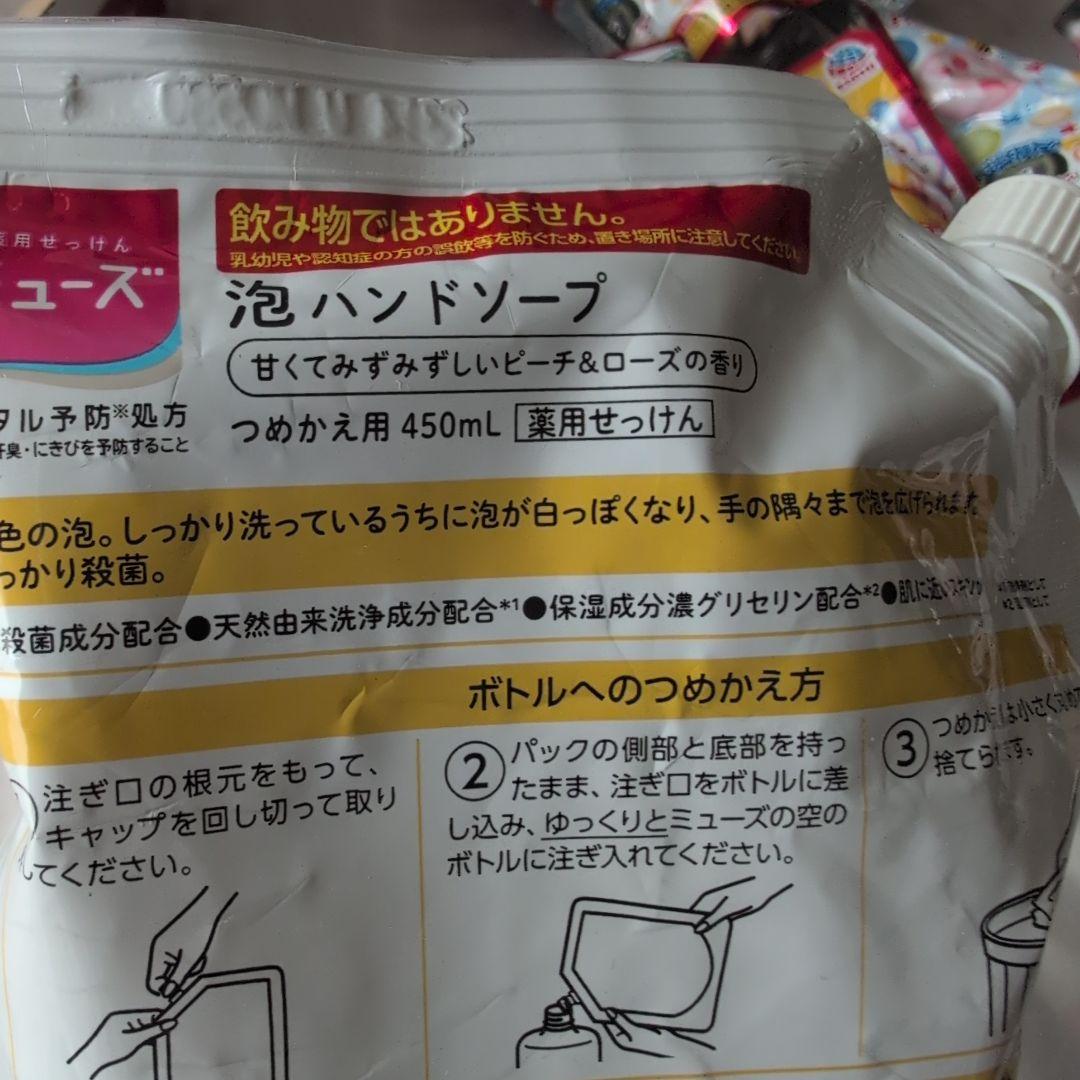 薬用せっけん
ミューズ
飲み物ではありません。
乳幼児や認知症の方の誤飲等を防ぐため、置き場所に注意してください。
泡 ハンドソープ
甘くてみずみずしいピーチ&ローズの香り
つめかえ用 450mL 薬用せっけん
タル予防※処方
汗臭・にきびを予防すること
色の泡。しっかり洗っているうちに泡が白っぽくなり、手の隅々まで泡を広げられます
っかり殺菌。
殺菌成分配合●天然由来洗浄成分配合*1●保湿成分濃グリセリン配合*2●肌に近い
ボトルへのつめかえ方
注ぎ口の根元をもって、
キャップを回し切って取り
てください。
② パックの側部と底部を持っ
たまま、注ぎ口をボトルに差
し込み、ゆっくりとミューズの空の
ボトルに注ぎ入れてください。
③ つめか は小さく
捨てら す。